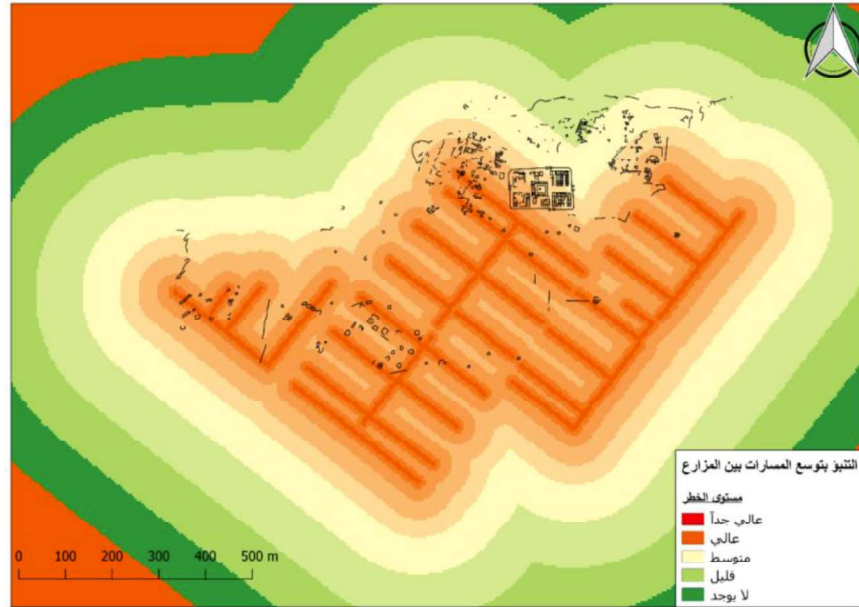 التنبؤ بتوسع المسارات بين المزارع
مستوى الخطر
عالي جداً
عالي
متوسط
قليل
لا يوجد
0 100 200 300 400 500 m